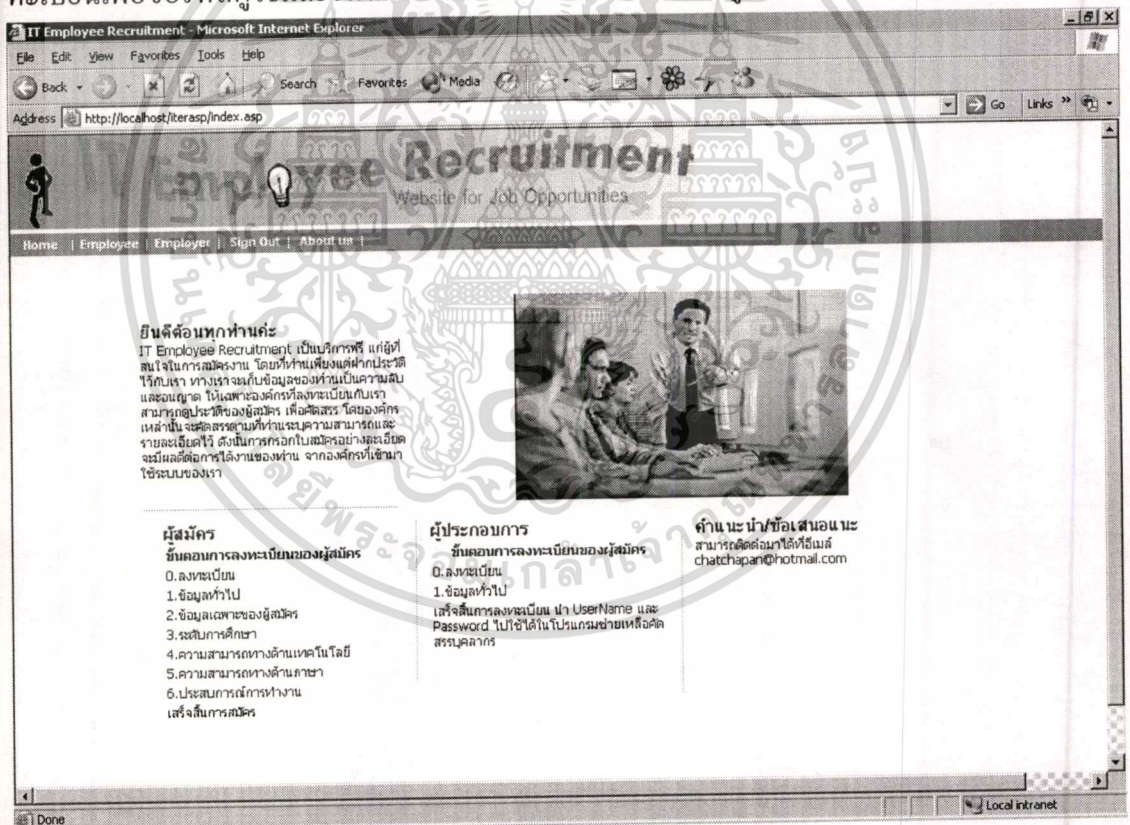 IT Employee Recruitment - Microsoft Internet Explorer
File Edit View Favorites Tools Help
Back Search Favorites Media
Address http://localhost/iterasp/index.asp Go Links »
Employee Recruitment
Website for Job Opportunities
Home | Employee | Employer | Sign Out | About us |
ยินดีต้อนทุกท่านค่ะ
IT Employee Recruitment เป็นบริการฟรี แก่ผู้ที่
สนใจในการสมัครงาน โดยที่ท่านเพียงแต่ฝากประวัติ
ไว้กับเรา ทางเราจะเก็บข้อมูลของท่านเป็นความลับ
และอนุญาต ให้เฉพาะองค์กรที่ลงทะเบียนกับเรา
สามารถดูประวัติของผู้สมัคร เพื่อคัดสรร โดยองค์กร
เหล่านั้นจะคัดสรรตามที่ท่านระบุความสามารถและ
รายละเอียดไว้ ดังนั้นการกรอกใบสมัครอย่างละเอียด
จะมีผลดีต่อการได้งานของท่าน จากองค์กรที่เข้ามา
ใช้ระบบของเรา
ผู้สมัคร
ขั้นตอนการลงทะเบียนของผู้สมัคร
0.ลงทะเบียน
1.ข้อมูลทั่วไป
2.ข้อมูลเฉพาะของผู้สมัคร
3.ระดับการศึกษา
4.ความสามารถทางด้านเทคโนโลยี
5.ความสามารถทางด้านภาษา
6.ประสบการณ์การทำงาน
เสร็จสิ้นการสมัคร
ผู้ประกอบการ
ขั้นตอนการลงทะเบียนของผู้สมัคร
0.ลงทะเบียน
1.ข้อมูลทั่วไป
เสร็จสิ้นการลงทะเบียน นำ UserName และ
Password ไปใช้ได้ในโปรแกรมช่วยเหลือคัด
สรรบุคลากร
คำแนะนำ/ข้อเสนอแนะ
สามารถติดต่อมาได้ที่อีเมล์
chatchapan@hotmail.com
Done Local intranet